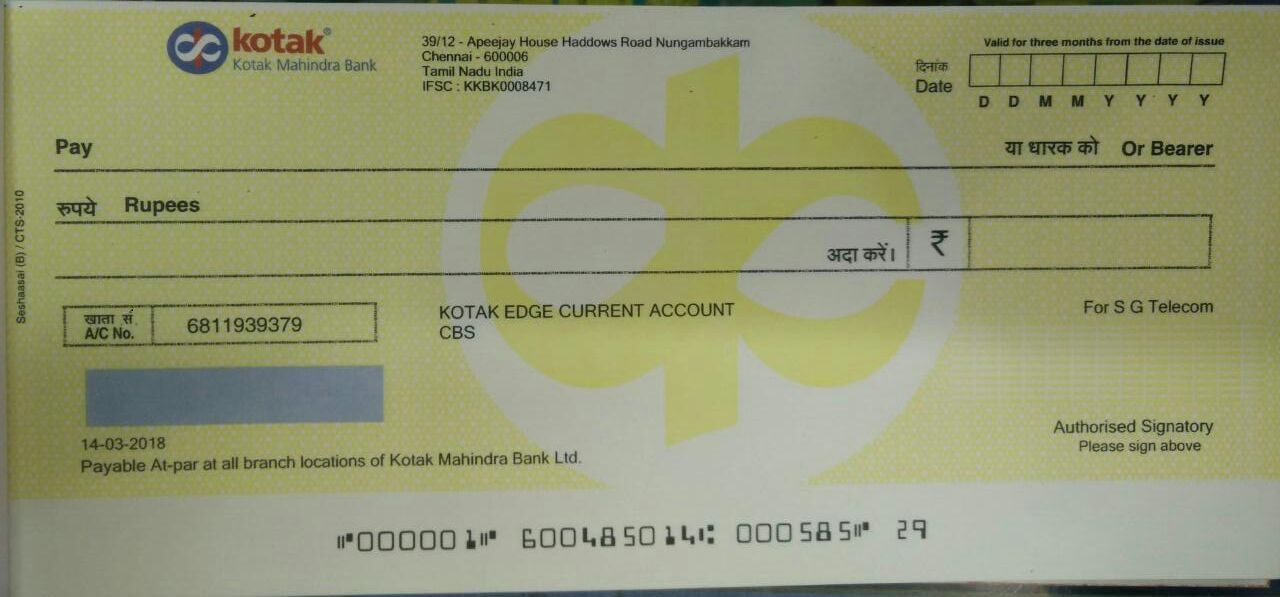 kotak®
Kotak Mahindra Bank
39/12 - Apeejay House Haddows Road Nungambakkam
Chennai - 600006
Tamil Nadu India
IFSC : KKBK0008471
Valid for three months from the date of issue
दिनांक
Date
D D M M Y Y Y Y
Pay या धारक को Or Bearer
रुपये Rupees
अदा करें। ₹
खाता सं.
A/C No. 6811939379
KOTAK EDGE CURRENT ACCOUNT
CBS
For S G Telecom
14-03-2018
Payable At-par at all branch locations of Kotak Mahindra Bank Ltd.
Authorised Signatory
Please sign above
Seshaasai (B) / CTS-2010
⑈000001⑈ 600485014⑆ 000585⑈ 29